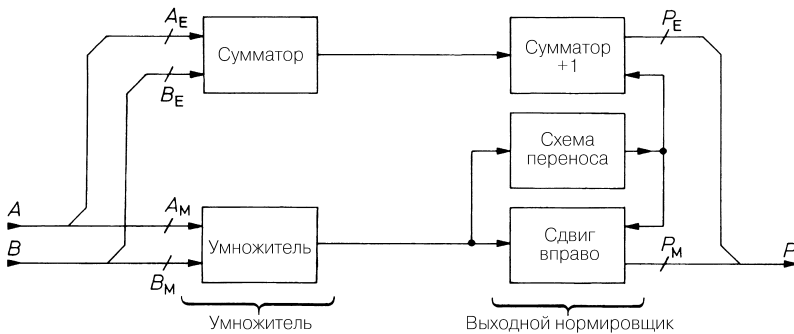 A_E
Сумматор
Сумматор
+1
P_E
B_E
Схема
переноса
A
A_M
B
Умножитель
Сдвиг
вправо
B_M
P_M
P
Умножитель
Выходной нормировщик